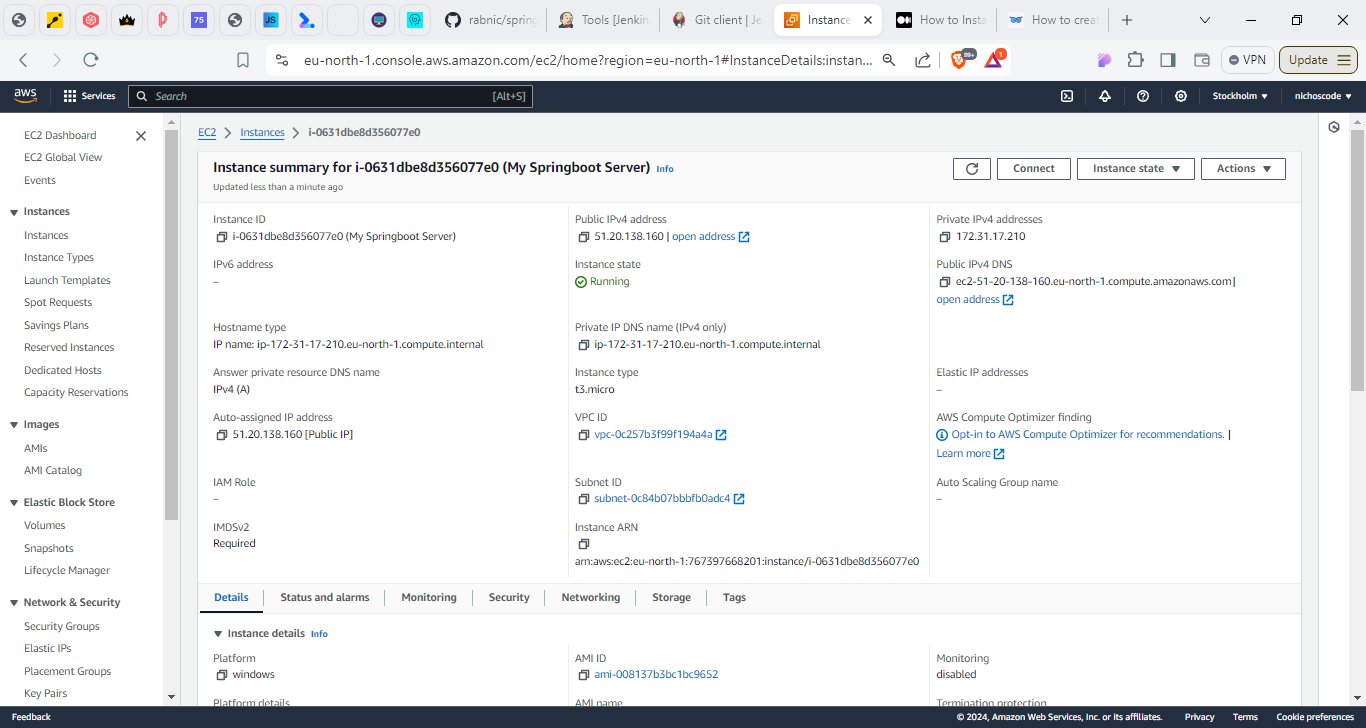 75
JS
rabnic/spring
Tools [Jenkin
Git client | Je
Instance
How to Insta
How to creat
eu-north-1.console.aws.amazon.com/ec2/home?region=eu-north-1#InstanceDetails:instan...
99+
1
VPN
Update
aws
Services
Search
[Alt+S]
Stockholm
nichoscode
EC2 Dashboard
EC2 Global View
Events
Instances
Instances
Instance Types
Launch Templates
Spot Requests
Savings Plans
Reserved Instances
Dedicated Hosts
Capacity Reservations
Images
AMIs
AMI Catalog
Elastic Block Store
Volumes
Snapshots
Lifecycle Manager
Network & Security
Security Groups
Elastic IPs
Placement Groups
Key Pairs
EC2
Instances
i-0631dbe8d356077e0
Instance summary for i-0631dbe8d356077e0 (My Springboot Server) Info
Updated less than a minute ago
Connect
Instance state
Actions
Instance ID
i-0631dbe8d356077e0 (My Springboot Server)
Public IPv4 address
51.20.138.160 | open address
Private IPv4 addresses
172.31.17.210
IPv6 address
–
Instance state
Running
Public IPv4 DNS
ec2-51-20-138-160.eu-north-1.compute.amazonaws.com |
open address
Hostname type
IP name: ip-172-31-17-210.eu-north-1.compute.internal
Private IP DNS name (IPv4 only)
ip-172-31-17-210.eu-north-1.compute.internal
Answer private resource DNS name
IPv4 (A)
Instance type
t3.micro
Elastic IP addresses
–
Auto-assigned IP address
51.20.138.160 [Public IP]
VPC ID
vpc-0c257b3f99f194a4a
AWS Compute Optimizer finding
Opt-in to AWS Compute Optimizer for recommendations. |
Learn more
IAM Role
–
Subnet ID
subnet-0c84b07bbbfb0adc4
Auto Scaling Group name
–
IMDSv2
Required
Instance ARN
arn:aws:ec2:eu-north-1:767397668201:instance/i-0631dbe8d356077e0
Details
Status and alarms
Monitoring
Security
Networking
Storage
Tags
Instance details Info
Platform
windows
AMI ID
ami-008137b3bc1bc9652
Monitoring
disabled
Platform details
AMI name
Termination protection
Feedback
© 2024, Amazon Web Services, Inc. or its affiliates.
Privacy
Terms
Cookie preferences